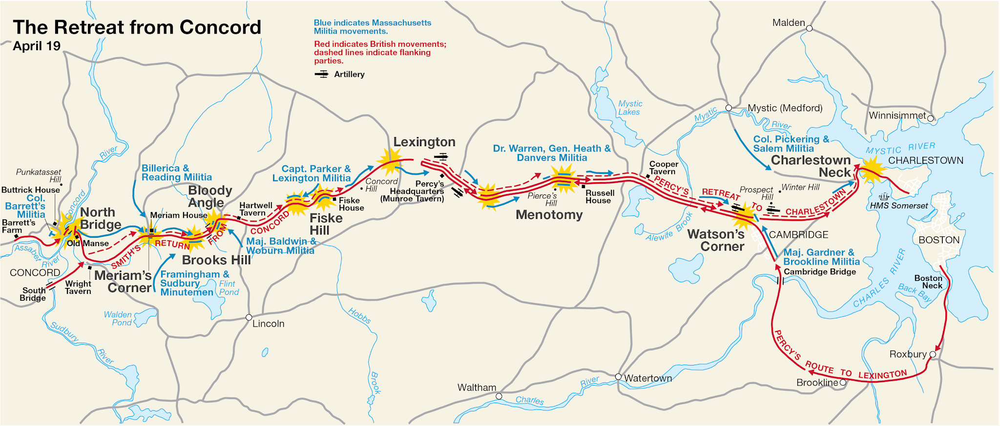 The Retreat from Concord
April 19
Blue indicates Massachusetts
Militia movements.
Red indicates British movements;
dashed lines indicate flanking
parties.
Artillery
Malden
Mystic (Medford)
Winnisimmet
Mystic
Lakes
Mystic
River
MYSTIC RIVER
Col. Pickering &
Salem Militia
Charlestown
Neck
CHARLESTOWN
HMS Somerset
Prospect
Hill
Winter Hill
Dr. Warren, Gen. Heath &
Danvers Militia
Cooper
Tavern
Russell
House
Pierce's
Hill
Menotomy
Lexington
Percy's
Headquarters
(Munroe Tavern)
Concord
Hill
Capt. Parker &
Lexington Militia
Fiske
House
Fiske
Hill
Hartwell
Tavern
Bloody
Angle
Billerica &
Reading Militia
Meriam House
River
Concord
Punkatasset
Hill
Buttrick House
Col.
Barrett's
Militia
Barrett's
Farm
North
Bridge
Old Manse
Assabet
River
CONCORD
South
Bridge
Wright
Tavern
Meriam's
Corner
SMITH'S
RETURN
FROM
CONCORD
Brooks Hill
Maj. Baldwin &
Woburn Militia
Framingham &
Sudbury
Minutemen
Flint
Pond
Walden
Pond
Sudbury
River
Lincoln
Hobbs
Brook
PERCY'S
RETREAT
TO
CHARLESTOWN
Alewife Brook
Watson's
Corner
CAMBRIDGE
Maj. Gardner &
Brookline Militia
Cambridge Bridge
BOSTON
Boston
Neck
Back Bay
CHARLES RIVER
Roxbury
Brookline
PERCY'S ROUTE TO LEXINGTON
Watertown
Waltham
Charles
River